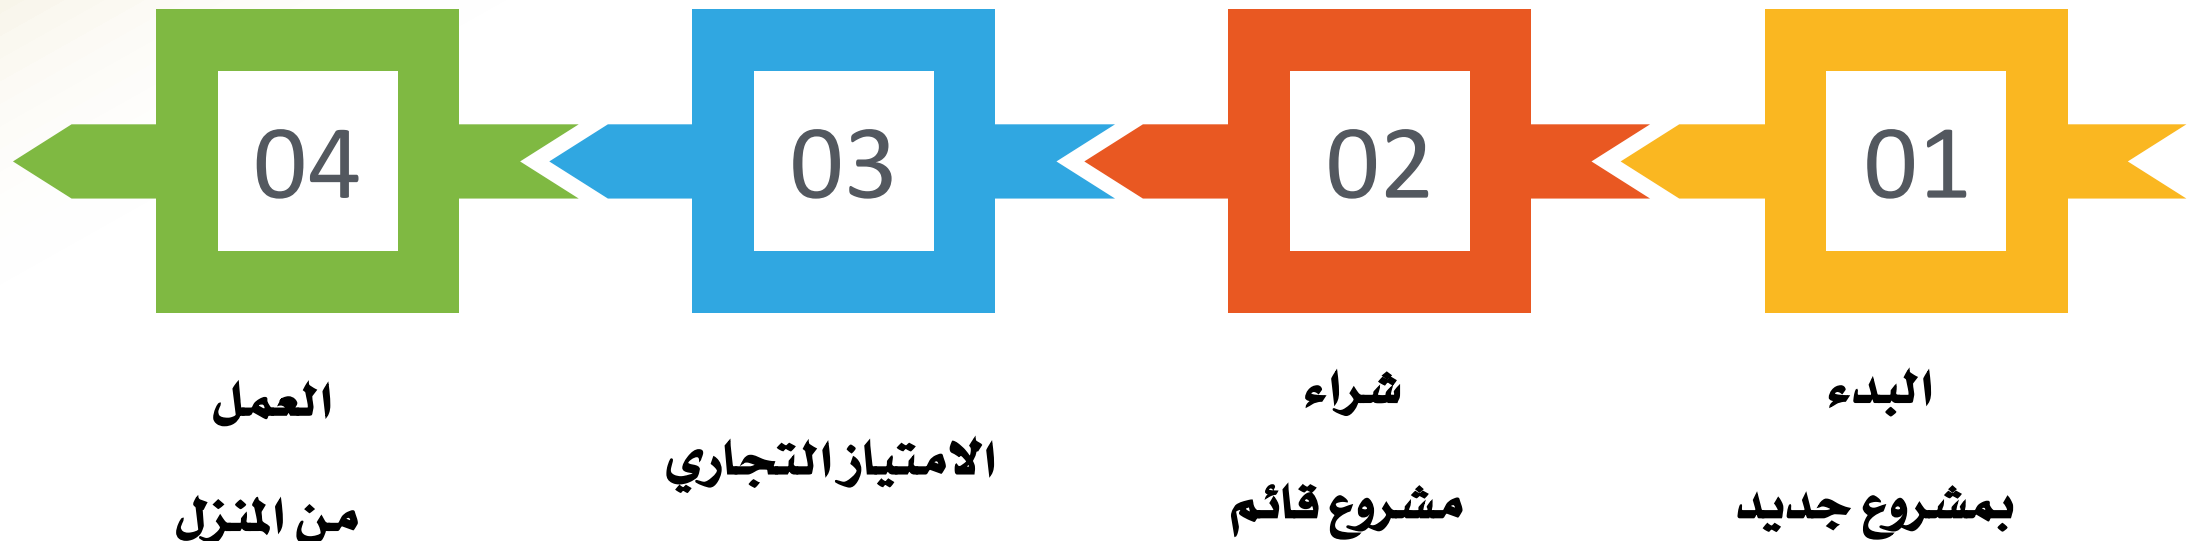 01
البدء
بمشروع جديد
02
شراء
مشروع قائم
03
الامتياز التجاري
04
العمل
من المنزل